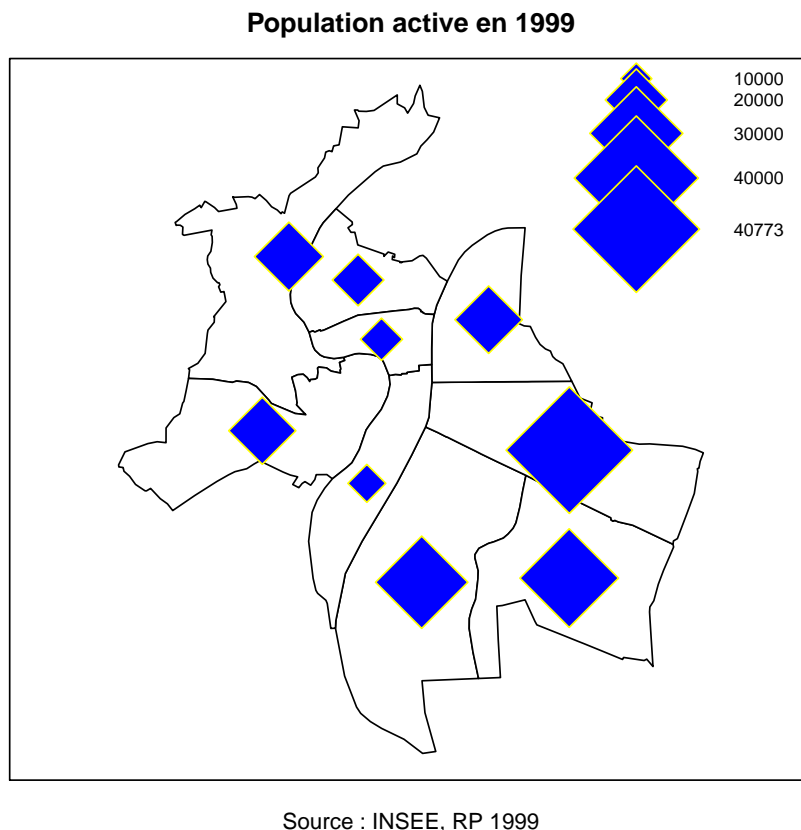 Population active en 1999
10000
20000
30000
40000
40773
Source : INSEE, RP 1999